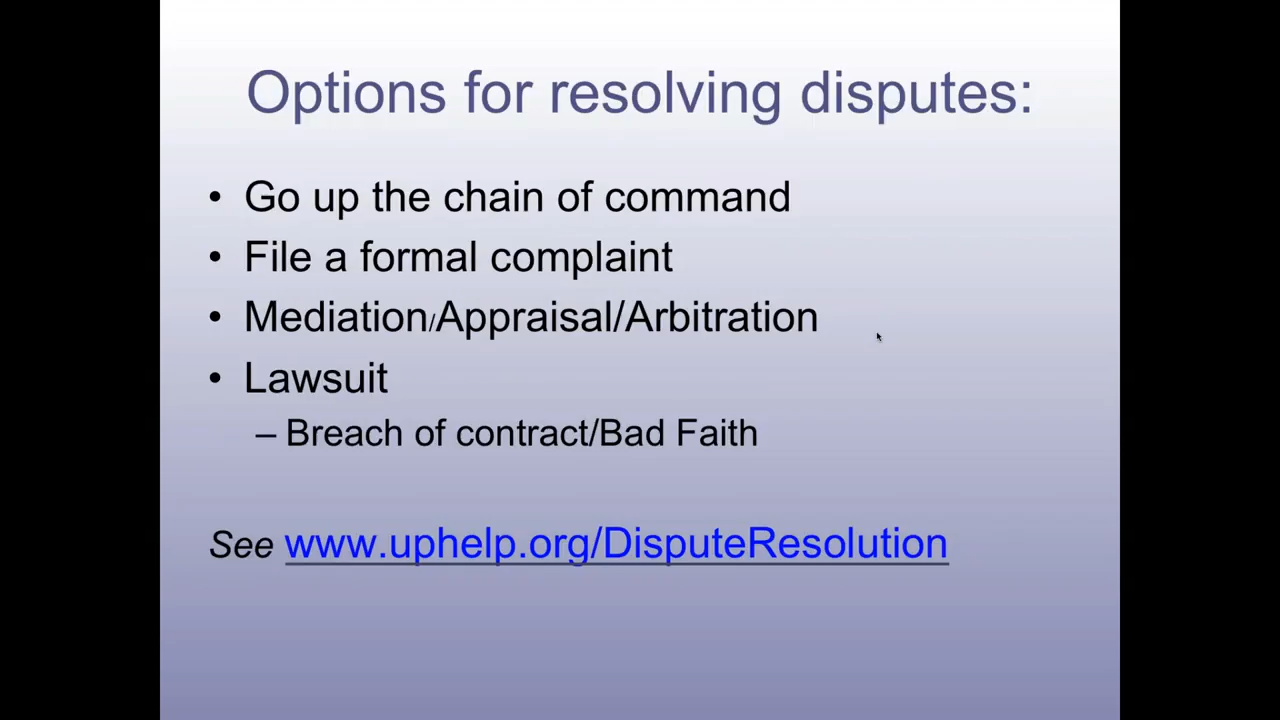 Options for resolving disputes:
• Go up the chain of command
• File a formal complaint
• Mediation/Appraisal/Arbitration
• Lawsuit
– Breach of contract/Bad Faith
See www.uphelp.org/DisputeResolution